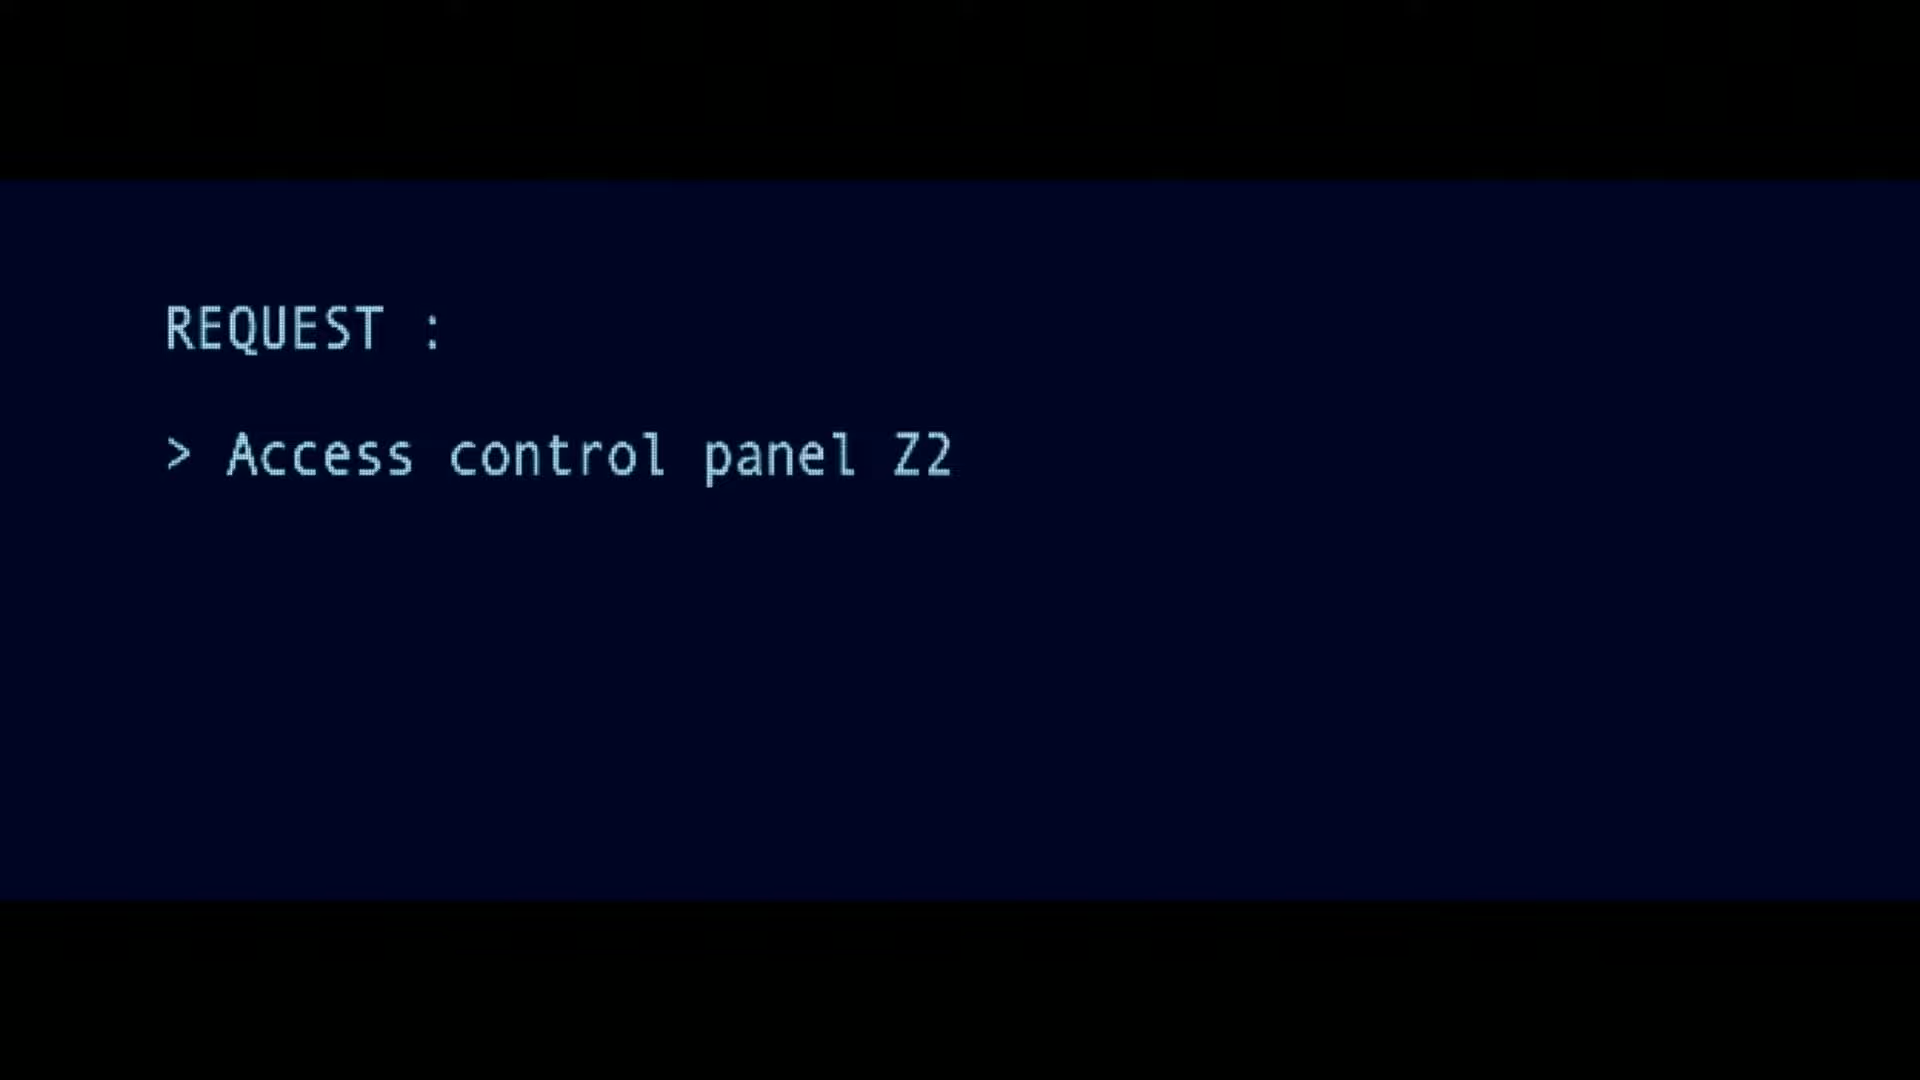 REQUEST :
> Access control panel Z2